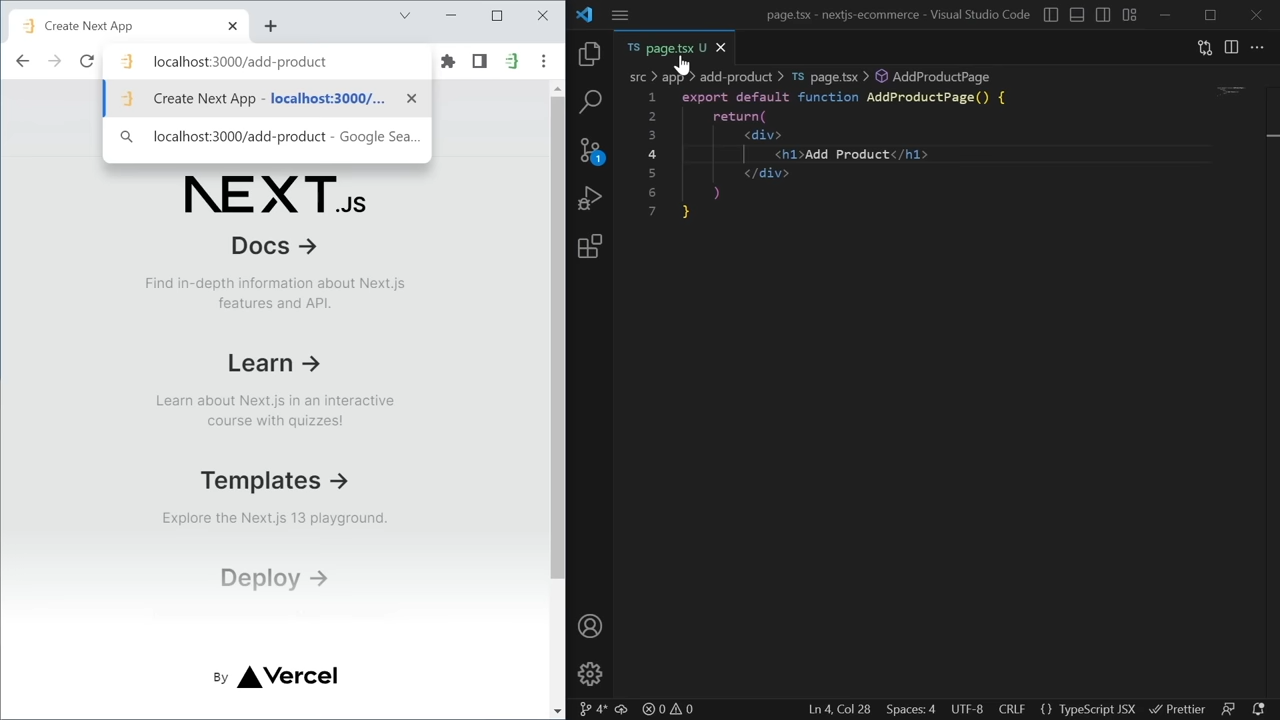 Create Next App
localhost:3000/add-product
Create Next App - localhost:3000/...
localhost:3000/add-product - Google Sea...
NEXT.JS
Docs →
Find in-depth information about Next.js
features and API.
Learn →
Learn about Next.js in an interactive
course with quizzes!
Templates →
Explore the Next.js 13 playground.
Deploy →
By Vercel
page.tsx - nextjs-ecommerce - Visual Studio Code
TS page.tsx U
src > app > add-product > TS page.tsx > AddProductPage
1 export default function AddProductPage() {
2 return(
3 <div>
4 <h1>Add Product</h1>
5 </div>
6 )
7 }
1
4* 0 0 Ln 4, Col 28 Spaces: 4 UTF-8 CRLF {} TypeScript JSX Prettier